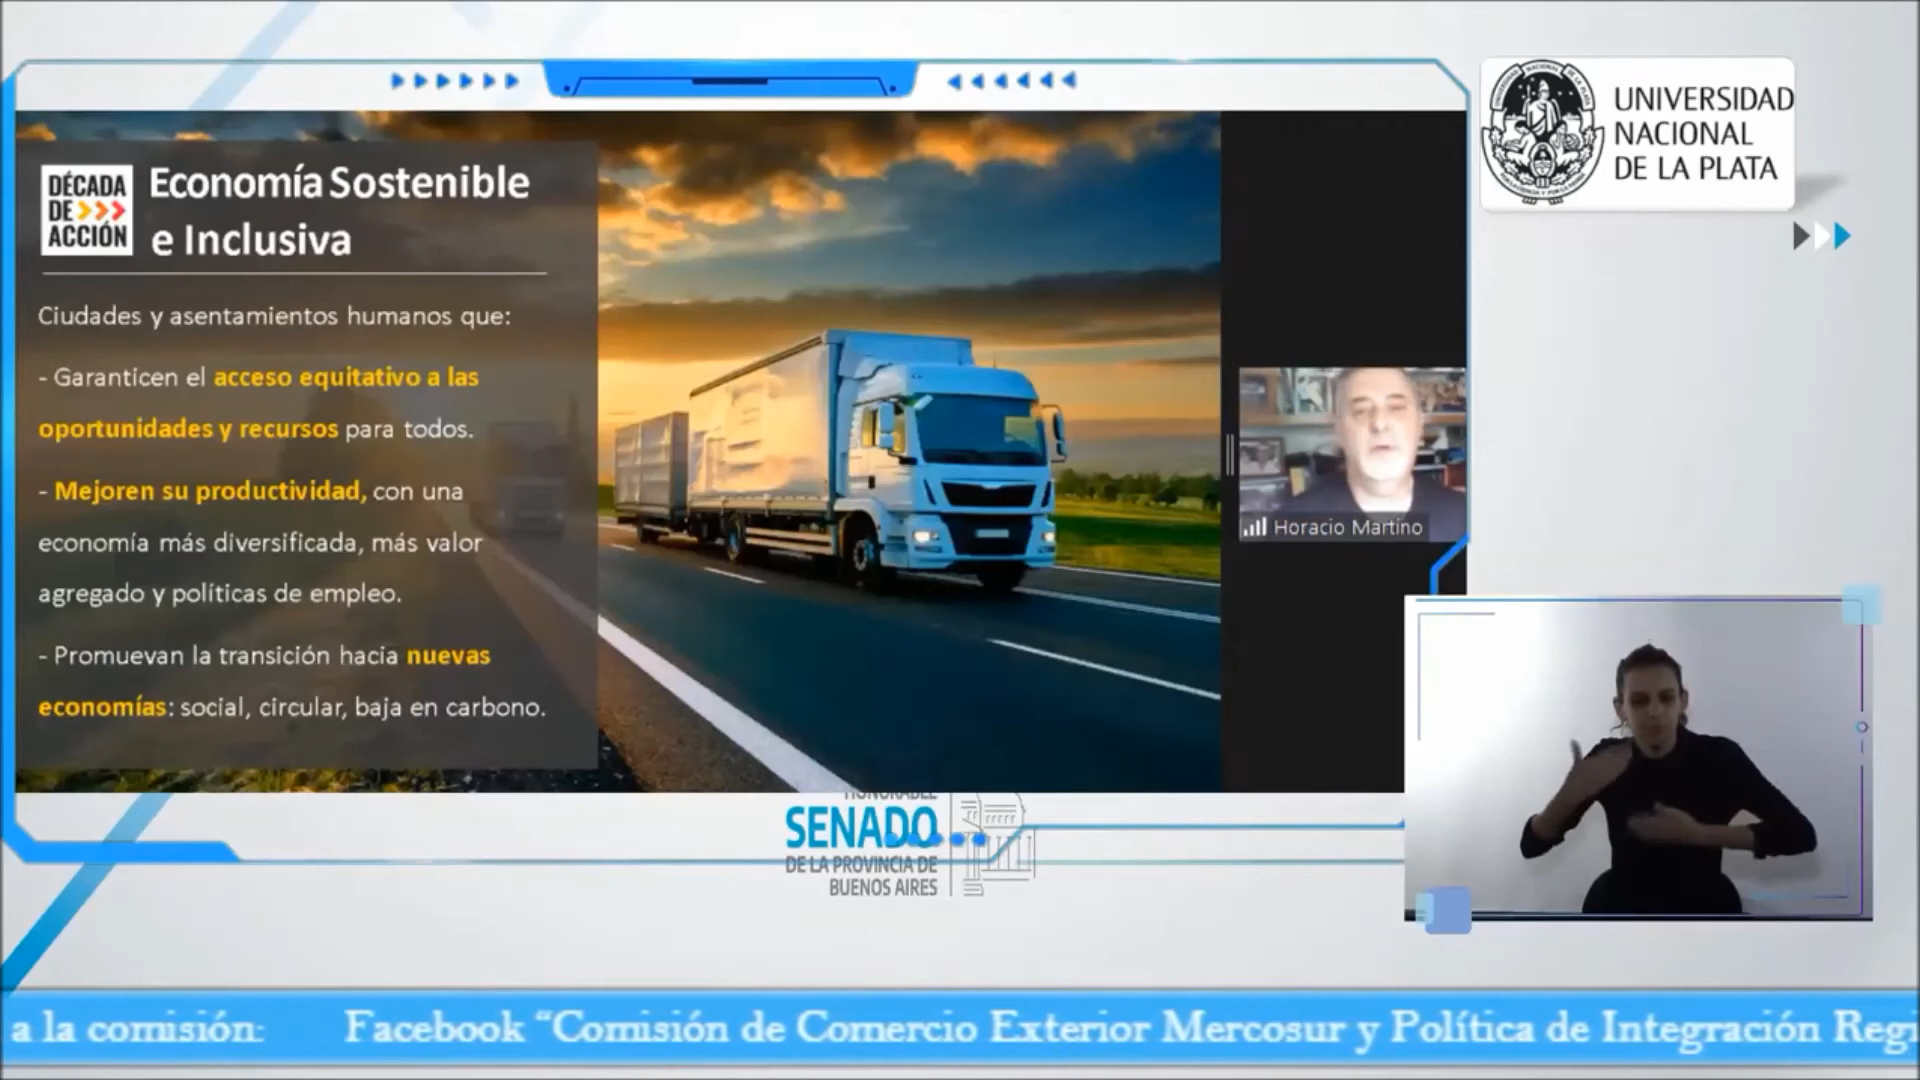 UNIVERSIDAD
NACIONAL
DE LA PLATA
DÉCADA
DE
ACCIÓN
Economía Sostenible
e Inclusiva
Ciudades y asentamientos humanos que:
- Garanticen el acceso equitativo a las
oportunidades y recursos para todos.
- Mejoren su productividad, con una
economía más diversificada, más valor
agregado y políticas de empleo.
- Promuevan la transición hacia nuevas
economías: social, circular, baja en carbono.
Horacio Martino
HONORABLE
SENADO
DE LA PROVINCIA DE
BUENOS AIRES
a la comisión: Facebook “Comisión de Comercio Exterior Mercosur y Política de Integración Regi